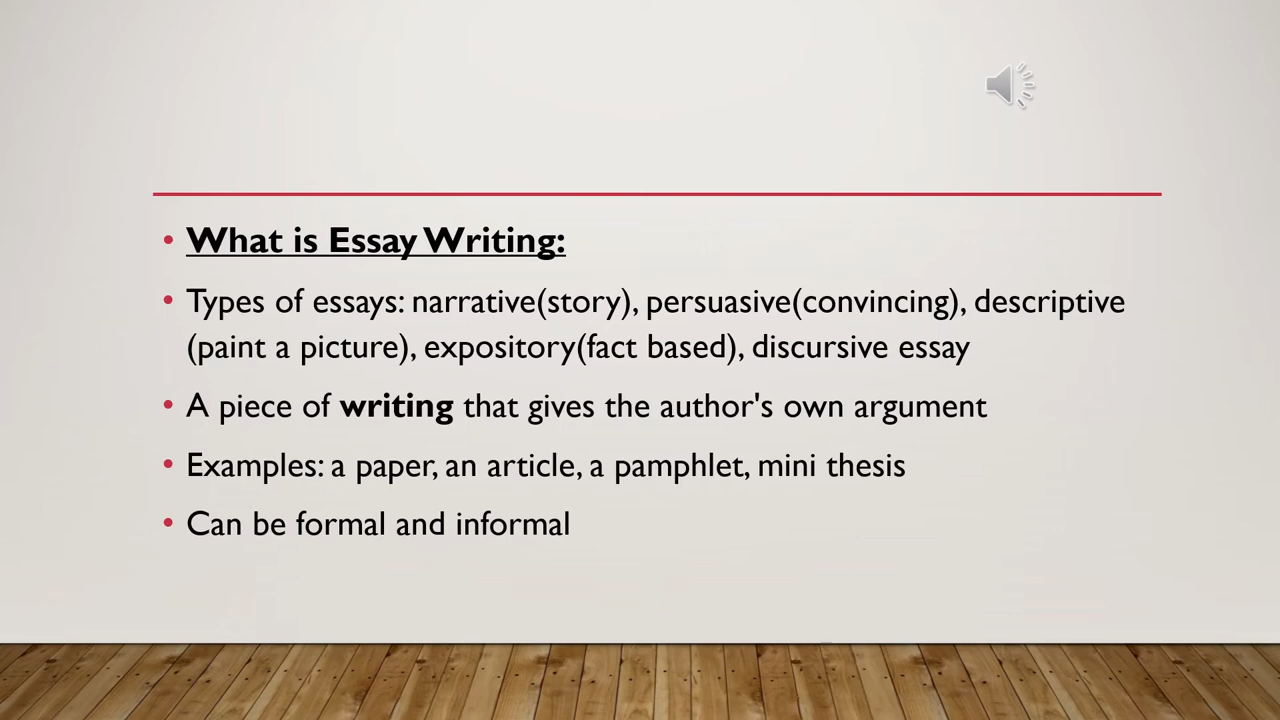 • What is Essay Writing:
• Types of essays: narrative(story), persuasive(convincing), descriptive
(paint a picture), expository(fact based), discursive essay
• A piece of writing that gives the author's own argument
• Examples: a paper, an article, a pamphlet, mini thesis
• Can be formal and informal